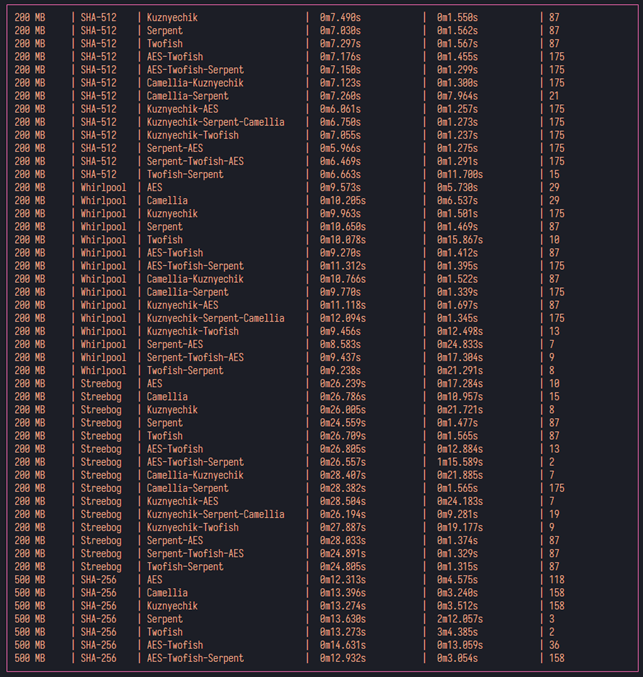 200 MB | SHA-512 | Kuznyechik | 0m7.490s | 0m1.550s | 87
200 MB | SHA-512 | Serpent | 0m7.030s | 0m1.562s | 87
200 MB | SHA-512 | Twofish | 0m7.297s | 0m1.567s | 87
200 MB | SHA-512 | AES-Twofish | 0m7.176s | 0m1.455s | 175
200 MB | SHA-512 | AES-Twofish-Serpent | 0m7.150s | 0m1.299s | 175
200 MB | SHA-512 | Camellia-Kuznyechik | 0m7.123s | 0m1.300s | 175
200 MB | SHA-512 | Camellia-Serpent | 0m7.260s | 0m7.964s | 21
200 MB | SHA-512 | Kuznyechik-AES | 0m6.061s | 0m1.257s | 175
200 MB | SHA-512 | Kuznyechik-Serpent-Camellia | 0m6.750s | 0m1.273s | 175
200 MB | SHA-512 | Kuznyechik-Twofish | 0m7.055s | 0m1.237s | 175
200 MB | SHA-512 | Serpent-AES | 0m5.966s | 0m1.275s | 175
200 MB | SHA-512 | Serpent-Twofish-AES | 0m6.469s | 0m1.291s | 175
200 MB | SHA-512 | Twofish-Serpent | 0m6.663s | 0m11.700s | 15
200 MB | Whirlpool | AES | 0m9.573s | 0m5.730s | 29
200 MB | Whirlpool | Camellia | 0m10.205s | 0m6.537s | 29
200 MB | Whirlpool | Kuznyechik | 0m9.963s | 0m1.501s | 175
200 MB | Whirlpool | Serpent | 0m10.650s | 0m1.469s | 87
200 MB | Whirlpool | Twofish | 0m10.078s | 0m15.867s | 10
200 MB | Whirlpool | AES-Twofish | 0m9.270s | 0m1.412s | 87
200 MB | Whirlpool | AES-Twofish-Serpent | 0m11.312s | 0m1.395s | 175
200 MB | Whirlpool | Camellia-Kuznyechik | 0m10.766s | 0m1.522s | 87
200 MB | Whirlpool | Camellia-Serpent | 0m9.770s | 0m1.339s | 175
200 MB | Whirlpool | Kuznyechik-AES | 0m11.118s | 0m1.697s | 87
200 MB | Whirlpool | Kuznyechik-Serpent-Camellia | 0m12.094s | 0m1.345s | 175
200 MB | Whirlpool | Kuznyechik-Twofish | 0m9.456s | 0m12.498s | 13
200 MB | Whirlpool | Serpent-AES | 0m8.583s | 0m24.833s | 7
200 MB | Whirlpool | Serpent-Twofish-AES | 0m9.437s | 0m17.304s | 9
200 MB | Whirlpool | Twofish-Serpent | 0m9.238s | 0m21.291s | 8
200 MB | Streebog | AES | 0m26.239s | 0m17.284s | 10
200 MB | Streebog | Camellia | 0m26.786s | 0m10.957s | 15
200 MB | Streebog | Kuznyechik | 0m26.005s | 0m21.721s | 8
200 MB | Streebog | Serpent | 0m24.559s | 0m1.477s | 87
200 MB | Streebog | Twofish | 0m26.709s | 0m1.565s | 87
200 MB | Streebog | AES-Twofish | 0m26.805s | 0m12.884s | 13
200 MB | Streebog | AES-Twofish-Serpent | 0m26.557s | 1m15.589s | 2
200 MB | Streebog | Camellia-Kuznyechik | 0m28.407s | 0m21.885s | 7
200 MB | Streebog | Camellia-Serpent | 0m28.382s | 0m1.565s | 175
200 MB | Streebog | Kuznyechik-AES | 0m28.504s | 0m24.183s | 7
200 MB | Streebog | Kuznyechik-Serpent-Camellia | 0m26.194s | 0m9.281s | 19
200 MB | Streebog | Kuznyechik-Twofish | 0m27.887s | 0m19.177s | 9
200 MB | Streebog | Serpent-AES | 0m28.033s | 0m1.374s | 87
200 MB | Streebog | Serpent-Twofish-AES | 0m24.891s | 0m1.329s | 87
200 MB | Streebog | Twofish-Serpent | 0m24.805s | 0m1.315s | 87
500 MB | SHA-256 | AES | 0m12.313s | 0m4.575s | 118
500 MB | SHA-256 | Camellia | 0m13.396s | 0m3.240s | 158
500 MB | SHA-256 | Kuznyechik | 0m13.274s | 0m3.512s | 158
500 MB | SHA-256 | Serpent | 0m13.630s | 2m12.057s | 3
500 MB | SHA-256 | Twofish | 0m13.273s | 3m4.385s | 2
500 MB | SHA-256 | AES-Twofish | 0m14.631s | 0m13.059s | 36
500 MB | SHA-256 | AES-Twofish-Serpent | 0m12.932s | 0m3.054s | 158